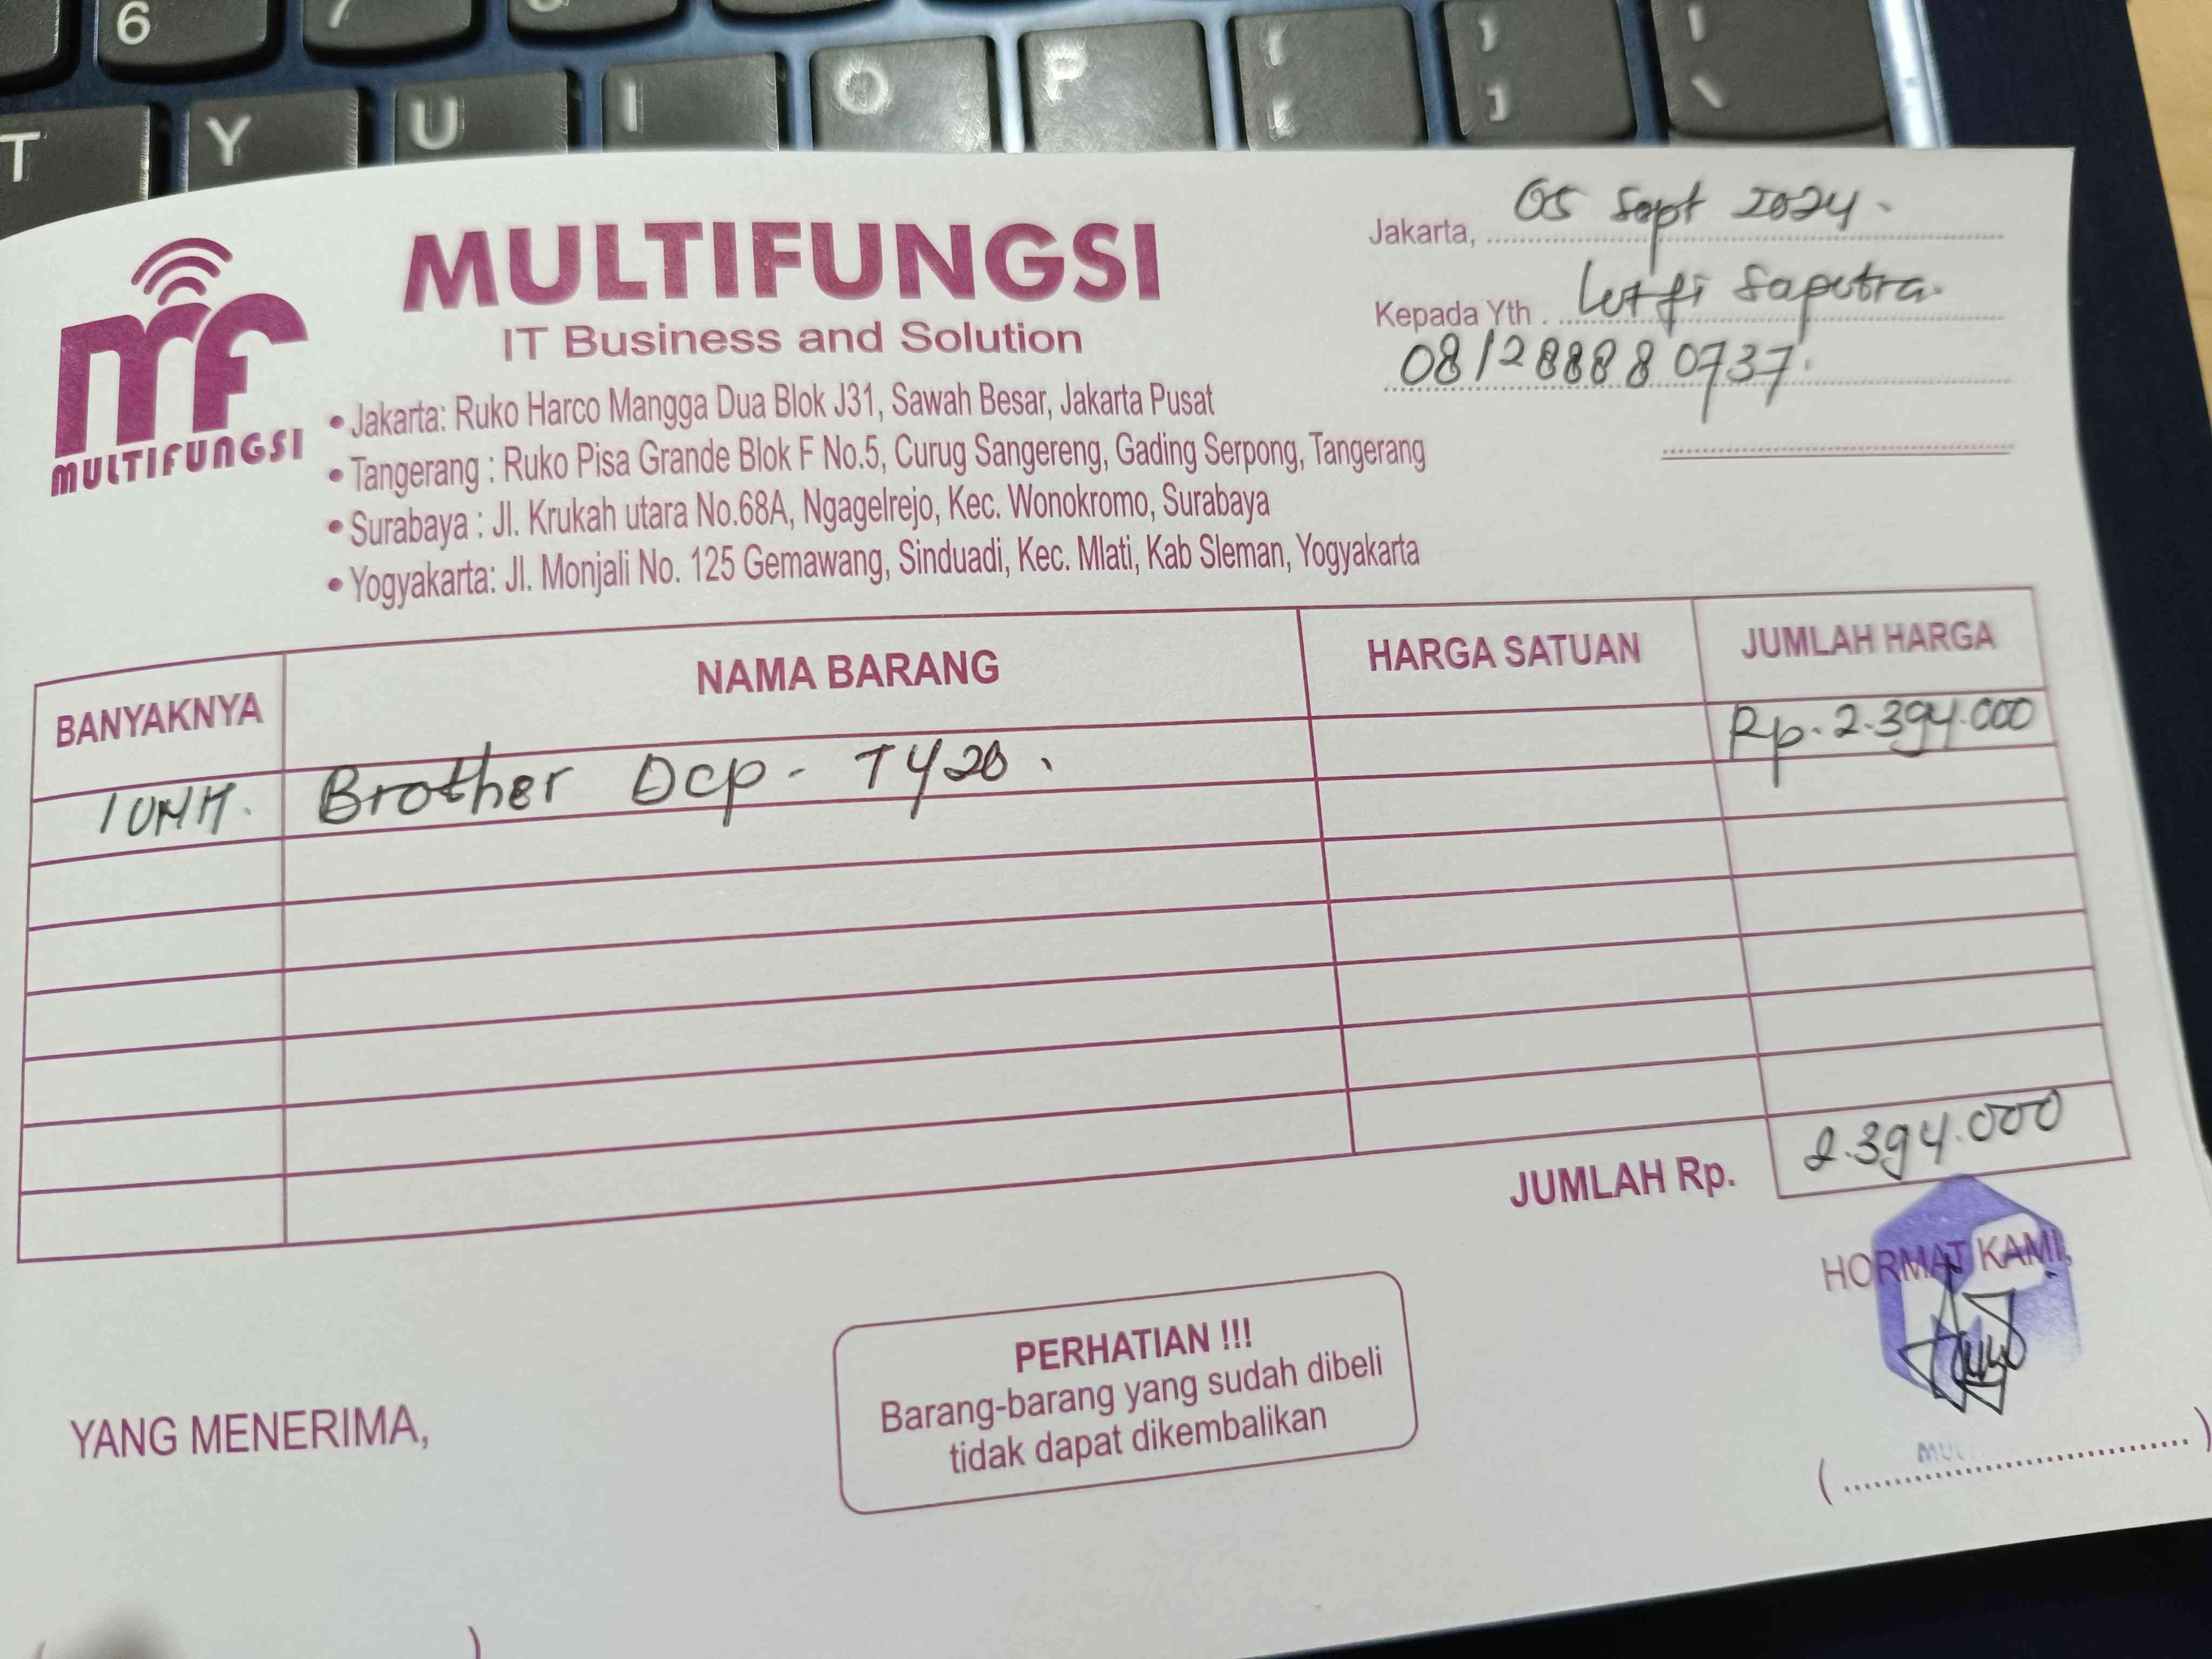 6 7
T Y U I O P { [ } ] | \
MULTIFUNGSI
MULTIFUNGSI
IT Business and Solution
• Jakarta: Ruko Harco Mangga Dua Blok J31, Sawah Besar, Jakarta Pusat
• Tangerang : Ruko Pisa Grande Blok F No.5, Curug Sangereng, Gading Serpong, Tangerang
• Surabaya : Jl. Krukah utara No.68A, Ngagelrejo, Kec. Wonokromo, Surabaya
• Yogyakarta: Jl. Monjali No. 125 Gemawang, Sinduadi, Kec. Mlati, Kab Sleman, Yogyakarta
Jakarta, 05 Sept 2024.
Kepada Yth. Lutfi Saputra.
081288880737.
BANYAKNYA NAMA BARANG HARGA SATUAN JUMLAH HARGA
1 UNIT. Brother Dcp - T420. Rp. 2.394.000
JUMLAH Rp. 2.394.000
HORMAT KAMI,
PERHATIAN !!!
Barang-barang yang sudah dibeli
tidak dapat dikembalikan
YANG MENERIMA,